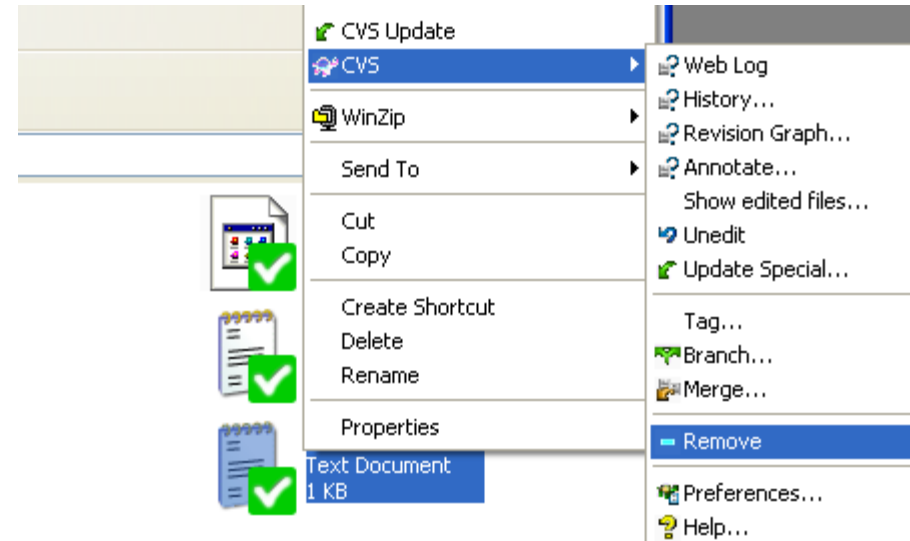 CVS Update
CVS
WinZip
Send To
Cut
Copy
Create Shortcut
Delete
Rename
Properties
Text Document
1 KB
Web Log
History...
Revision Graph...
Annotate...
Show edited files...
Unedit
Update Special...
Tag...
Branch...
Merge...
Remove
Preferences...
Help...